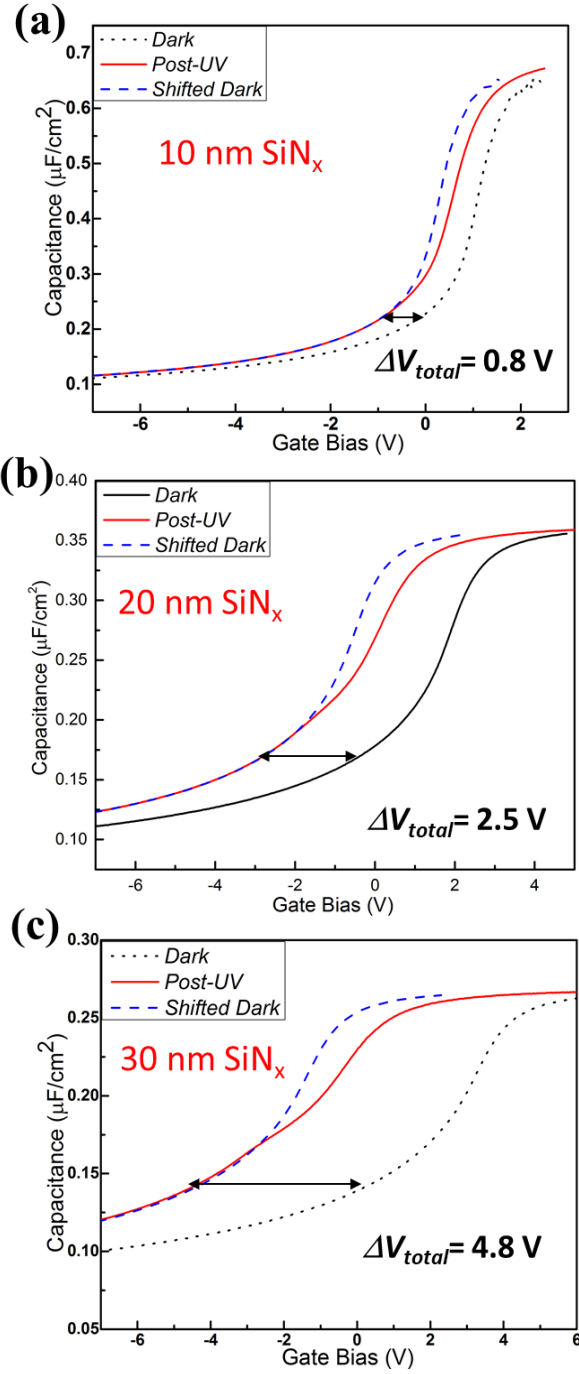 (a)
Dark
Post-UV
Shifted Dark
10 nm SiNₓ
0.7
0.6
0.5
0.4
0.3
0.2
0.1
Capacitance (µF/cm²)
ΔV_total= 0.8 V
-6 -4 -2 0 2
Gate Bias (V)
(b)
Dark
Post-UV
Shifted Dark
20 nm SiNₓ
0.40
0.35
0.30
0.25
0.20
0.15
0.10
Capacitance (µF/cm²)
ΔV_total= 2.5 V
-6 -4 -2 0 2 4
Gate Bias (V)
(c)
Dark
Post-UV
Shifted Dark
30 nm SiNₓ
0.30
0.25
0.20
0.15
0.10
0.05
Capacitance (µF/cm²)
ΔV_total= 4.8 V
-6 -4 -2 0 2 4 6
Gate Bias (V)